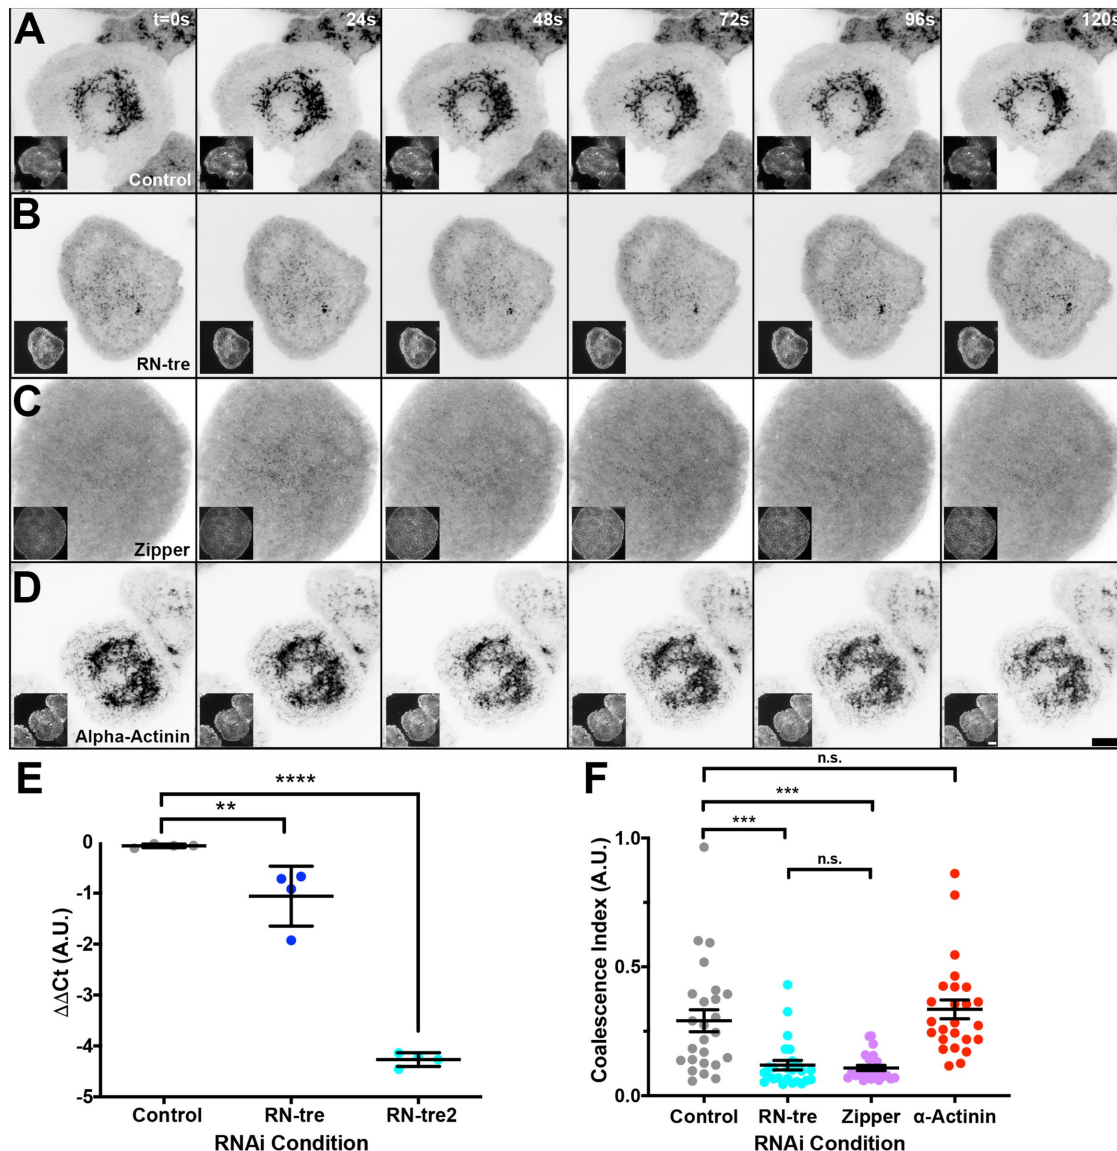 A
t=0s
24s
48s
72s
96s
120s
Control
B
RN-tre
C
Zipper
D
Alpha-Actinin
E
****
**
0
-1
-2
-3
-4
-5
ΔΔCt (A.U.)
Control
RN-tre
RN-tre2
RNAi Condition
F
n.s.
***
***
n.s.
1.0
0.5
0.0
Coalescence Index (A.U.)
Control
RN-tre
Zipper
α-Actinin
RNAi Condition